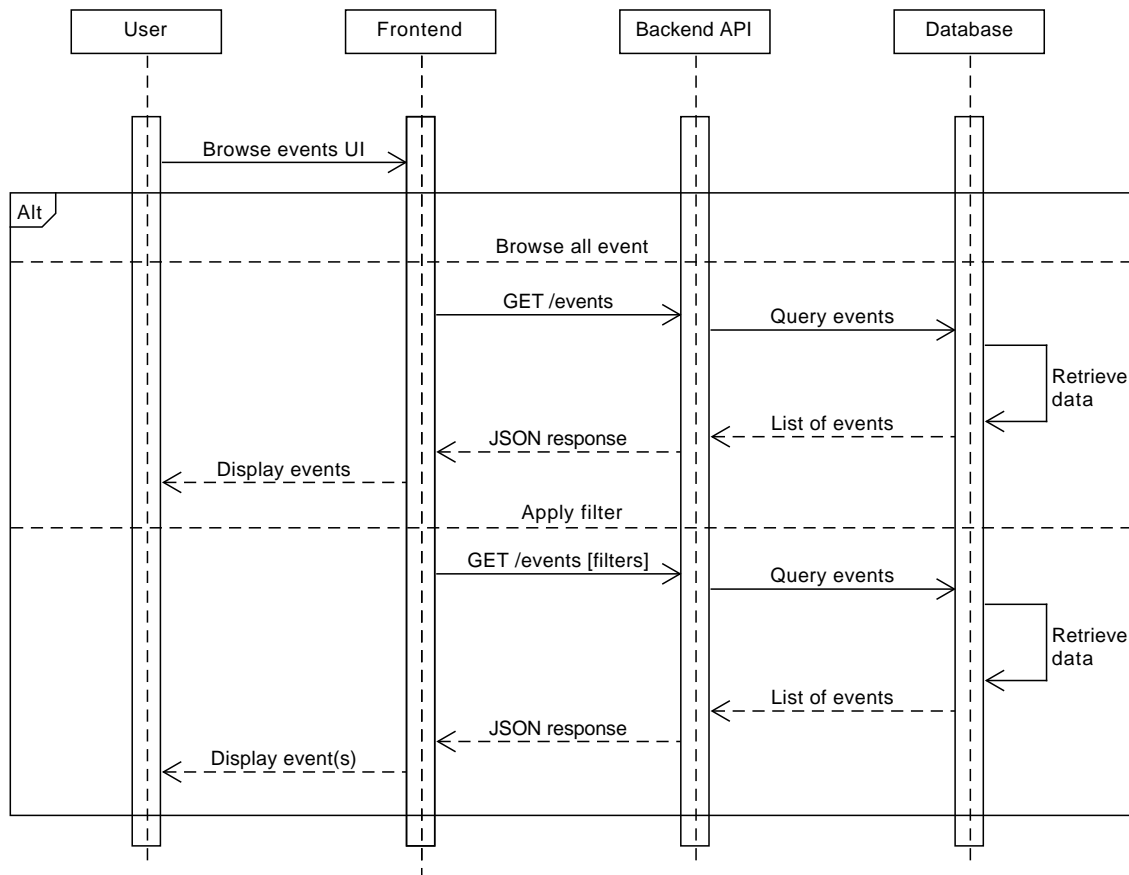 User
Frontend
Backend API
Database
Browse events UI
Alt
Browse all event
GET /events
Query events
Retrieve
data
List of events
JSON response
Display events
Apply filter
GET /events [filters]
Query events
Retrieve
data
List of events
JSON response
Display event(s)